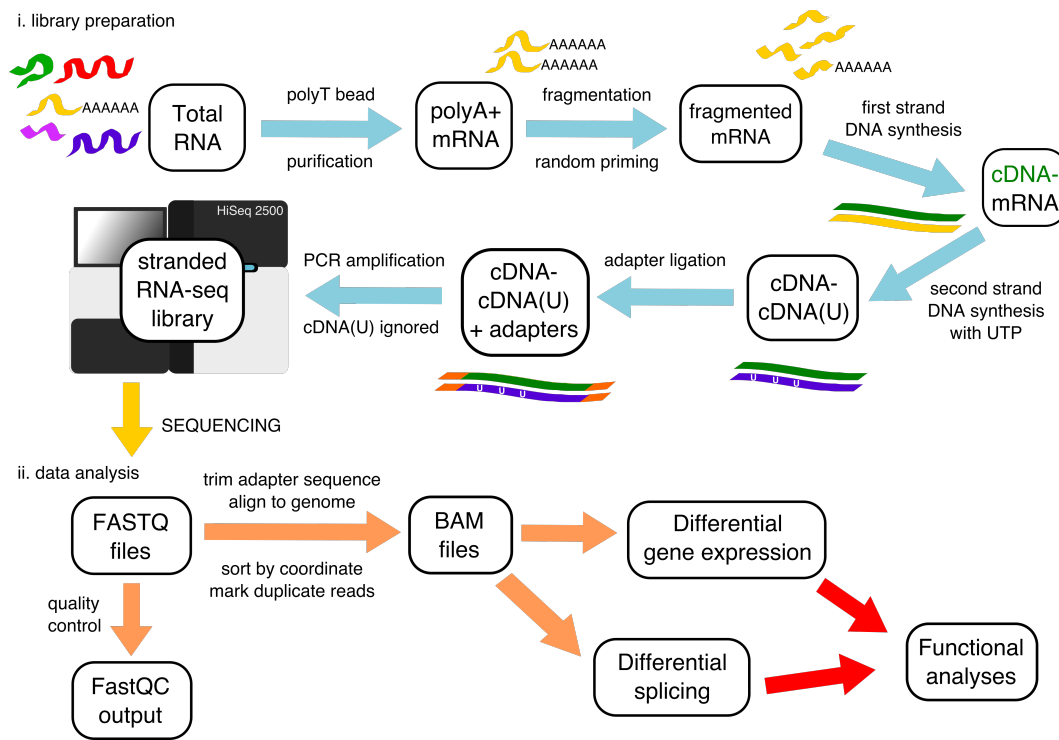 i. library preparation
AAAAAA
AAAAAA
AAAAAA
AAAAAA
Total
RNA
polyT bead
purification
polyA+
mRNA
fragmentation
random priming
fragmented
mRNA
first strand
DNA synthesis
cDNA-
mRNA
second strand
DNA synthesis
with UTP
cDNA-
cDNA(U)
U U U
adapter ligation
cDNA-
cDNA(U)
+ adapters
U U U
PCR amplification
cDNA(U) ignored
HiSeq 2500
stranded
RNA-seq
library
SEQUENCING
ii. data analysis
FASTQ
files
quality
control
FastQC
output
trim adapter sequence
align to genome
sort by coordinate
mark duplicate reads
BAM
files
Differential
gene expression
Differential
splicing
Functional
analyses